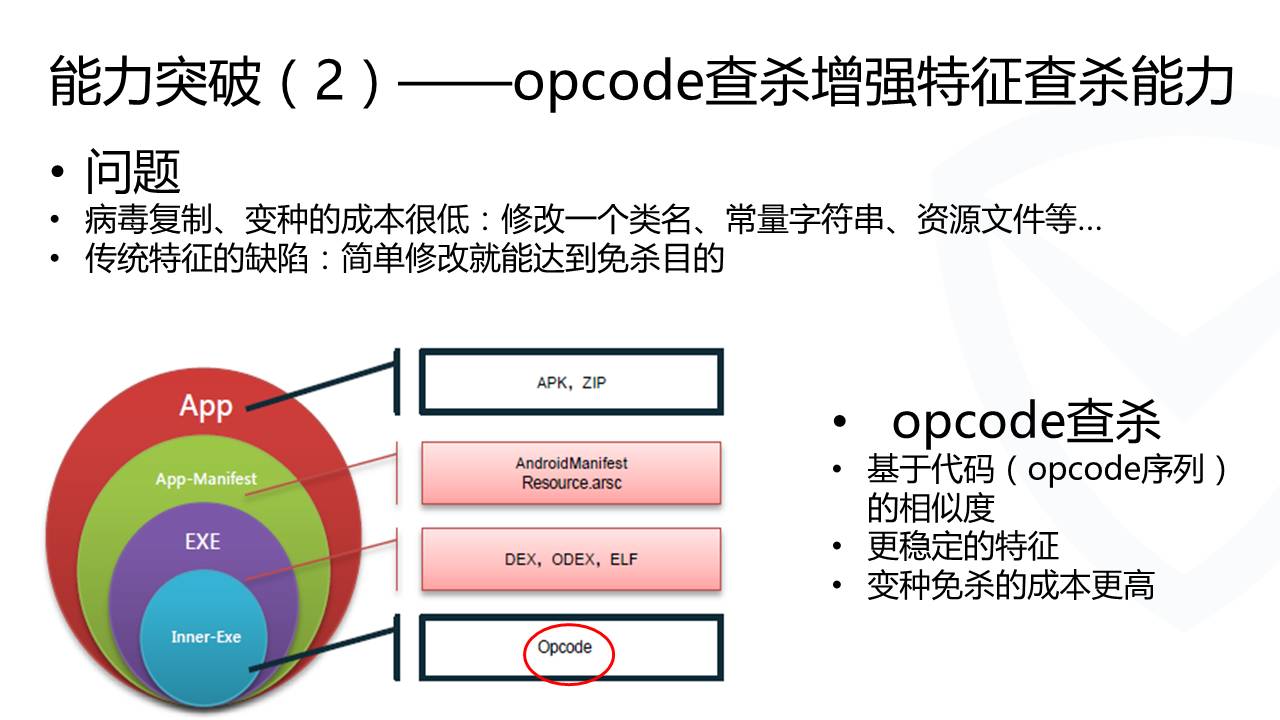 能力突破（2）——opcode查杀增强特征查杀能力
• 问题
• 病毒复制、变种的成本很低：修改一个类名、常量字符串、资源文件等...
• 传统特征的缺陷：简单修改就能达到免杀目的
App
App-Manifest
EXE
Inner-Exe
APK，ZIP
AndroidManifest
Resource.arsc
DEX，ODEX，ELF
Opcode
• opcode查杀
• 基于代码（opcode序列）
的相似度
• 更稳定的特征
• 变种免杀的成本更高